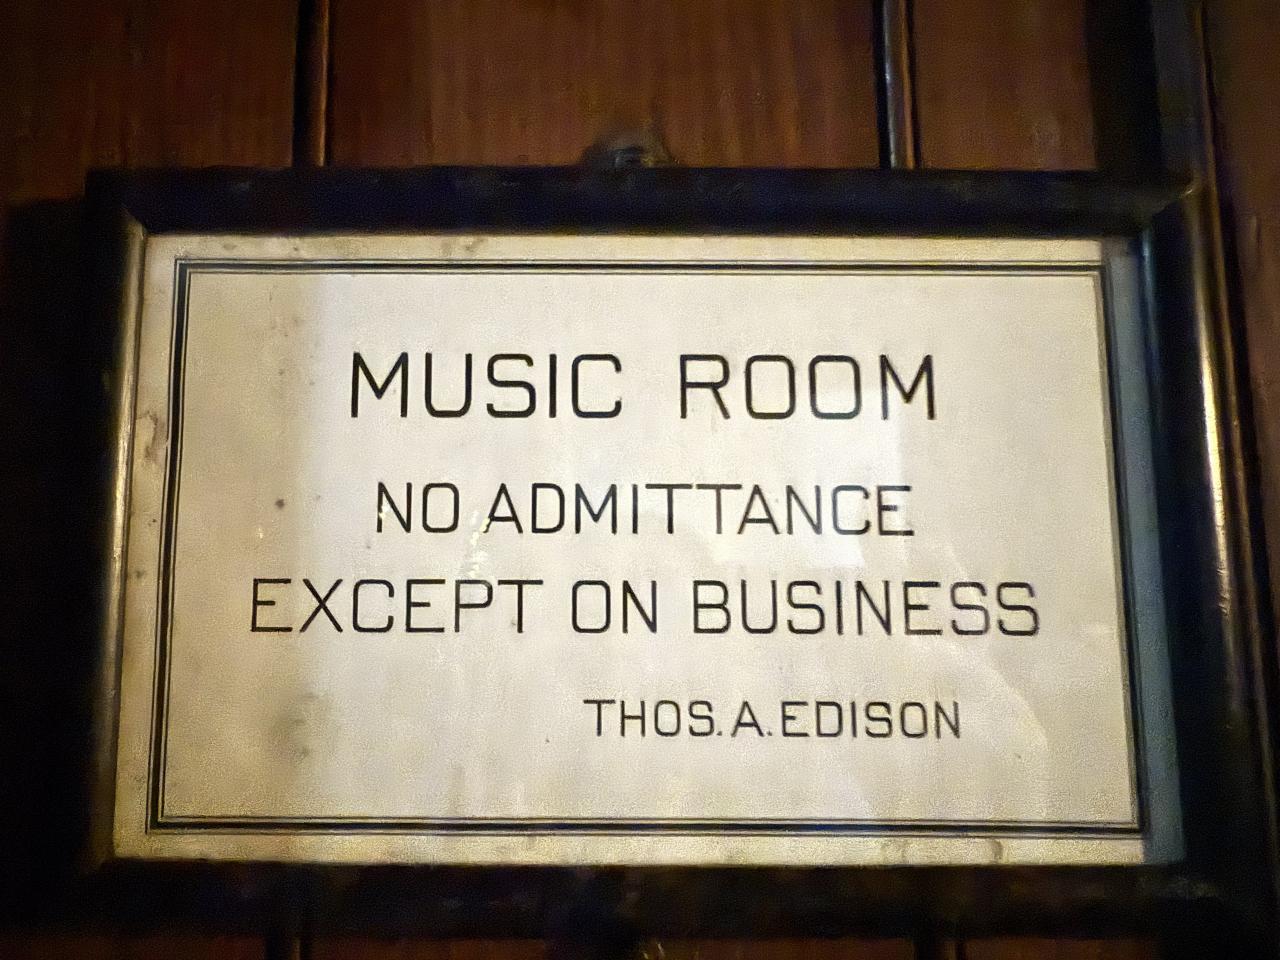 MUSIC ROOM
NO ADMITTANCE
EXCEPT ON BUSINESS
THOS. A. EDISON